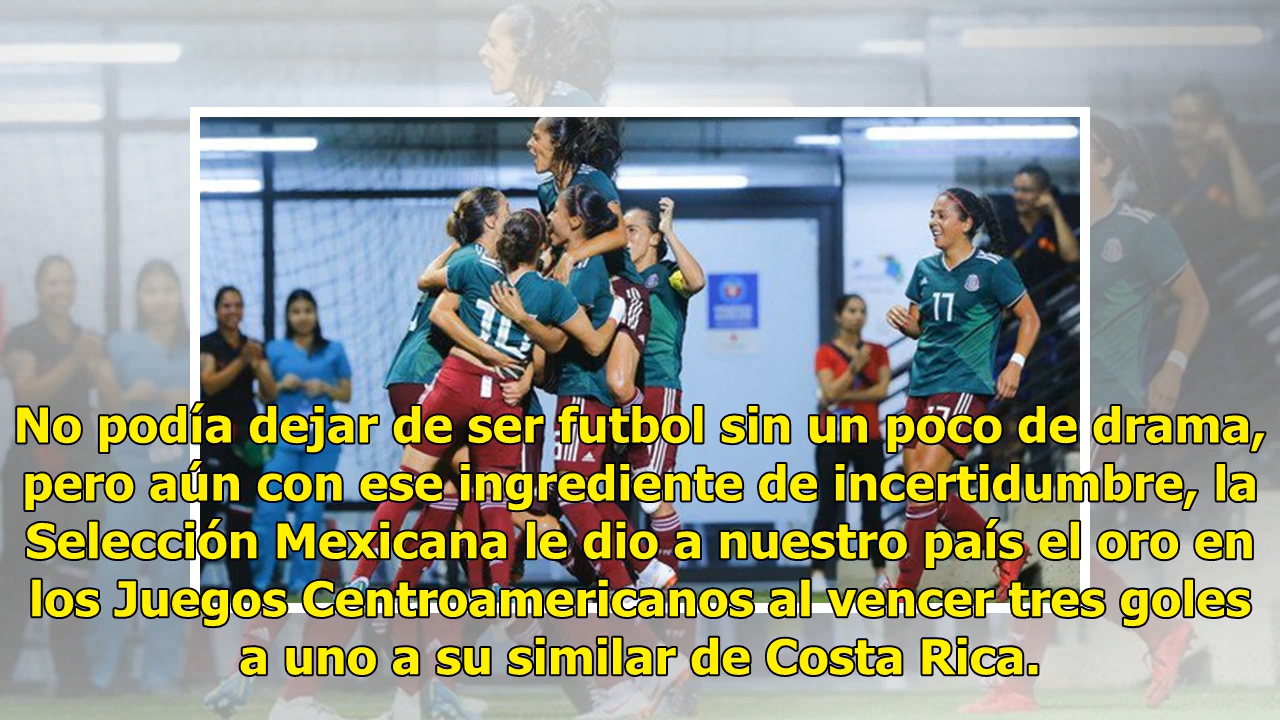 17
10
No podía dejar de ser futbol sin un poco de drama,
pero aún con ese ingrediente de incertidumbre, la
Selección Mexicana le dio a nuestro país el oro en
los Juegos Centroamericanos al vencer tres goles
a uno a su similar de Costa Rica.